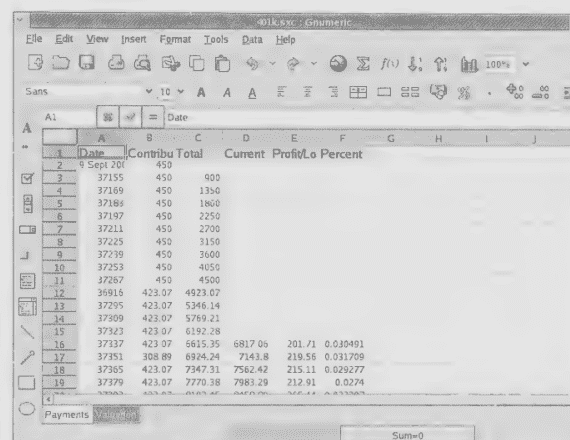 401k.sxc : Gnumeric
File Edit View Insert Format Tools Data Help
100%
Sans 10 A A A
A1 = Date
A B C D E F G H I J
1 Date Contribu Total Current Profit/Lo Percent
2 9 Sept 200 450
3 37155 450 900
4 37169 450 1350
5 37183 450 1800
6 37197 450 2250
7 37211 450 2700
8 37225 450 3150
9 37239 450 3600
10 37253 450 4050
11 37267 450 4500
12 36916 423.07 4923.07
13 37295 423.07 5346.14
14 37309 423.07 5769.21
15 37323 423.07 6192.28
16 37337 423.07 6615.35 6817.06 201.71 0.030491
17 37351 308.89 6924.24 7143.8 219.56 0.031709
18 37365 423.07 7347.31 7562.42 215.11 0.029277
19 37379 423.07 7770.38 7983.29 212.91 0.0274
Payments
Sum=0